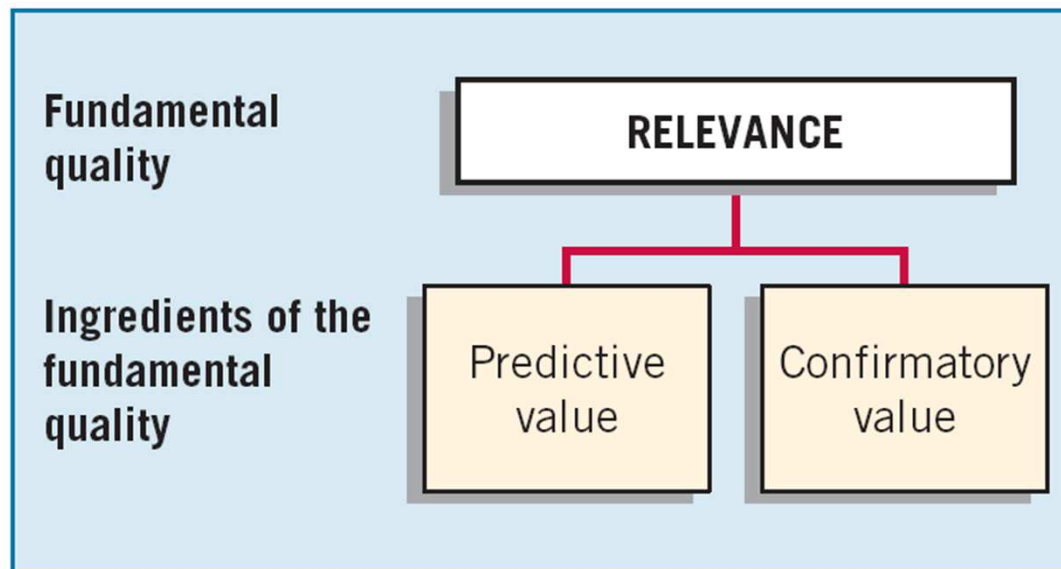 Fundamental
quality
RELEVANCE
Ingredients of the
fundamental
quality
Predictive
value
Confirmatory
value